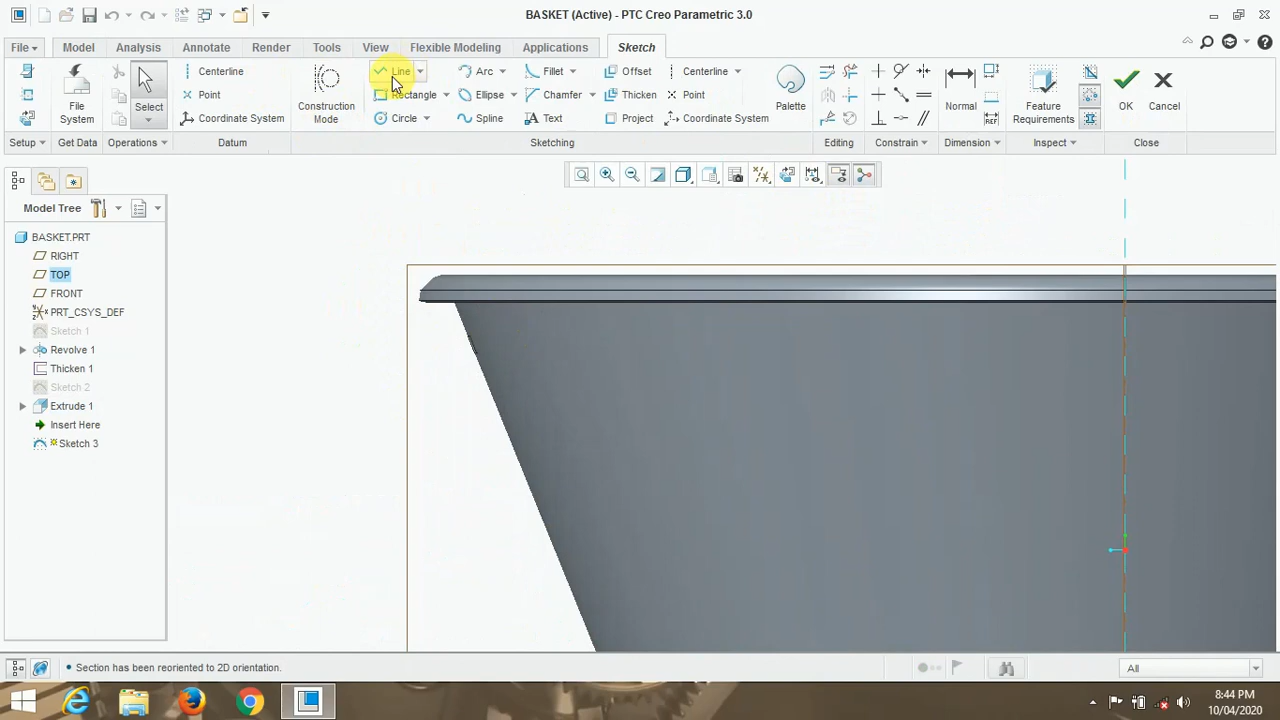 BASKET (Active) - PTC Creo Parametric 3.0
File Model Analysis Annotate Render Tools View Flexible Modeling Applications Sketch
Centerline Line Arc Fillet Offset Centerline
Point Rectangle Ellipse Chamfer Thicken Point
Coordinate System Circle Spline Text Project Coordinate System
File System Select Construction Mode Palette Normal Feature Requirements OK Cancel
Setup Get Data Operations Datum Sketching Editing Constrain Dimension Inspect Close
Model Tree
BASKET.PRT
RIGHT
TOP
FRONT
PRT_CSYS_DEF
Sketch 1
Revolve 1
Thicken 1
Sketch 2
Extrude 1
Insert Here
Sketch 3
Section has been reoriented to 2D orientation.
All
8:44 PM
10/04/2020